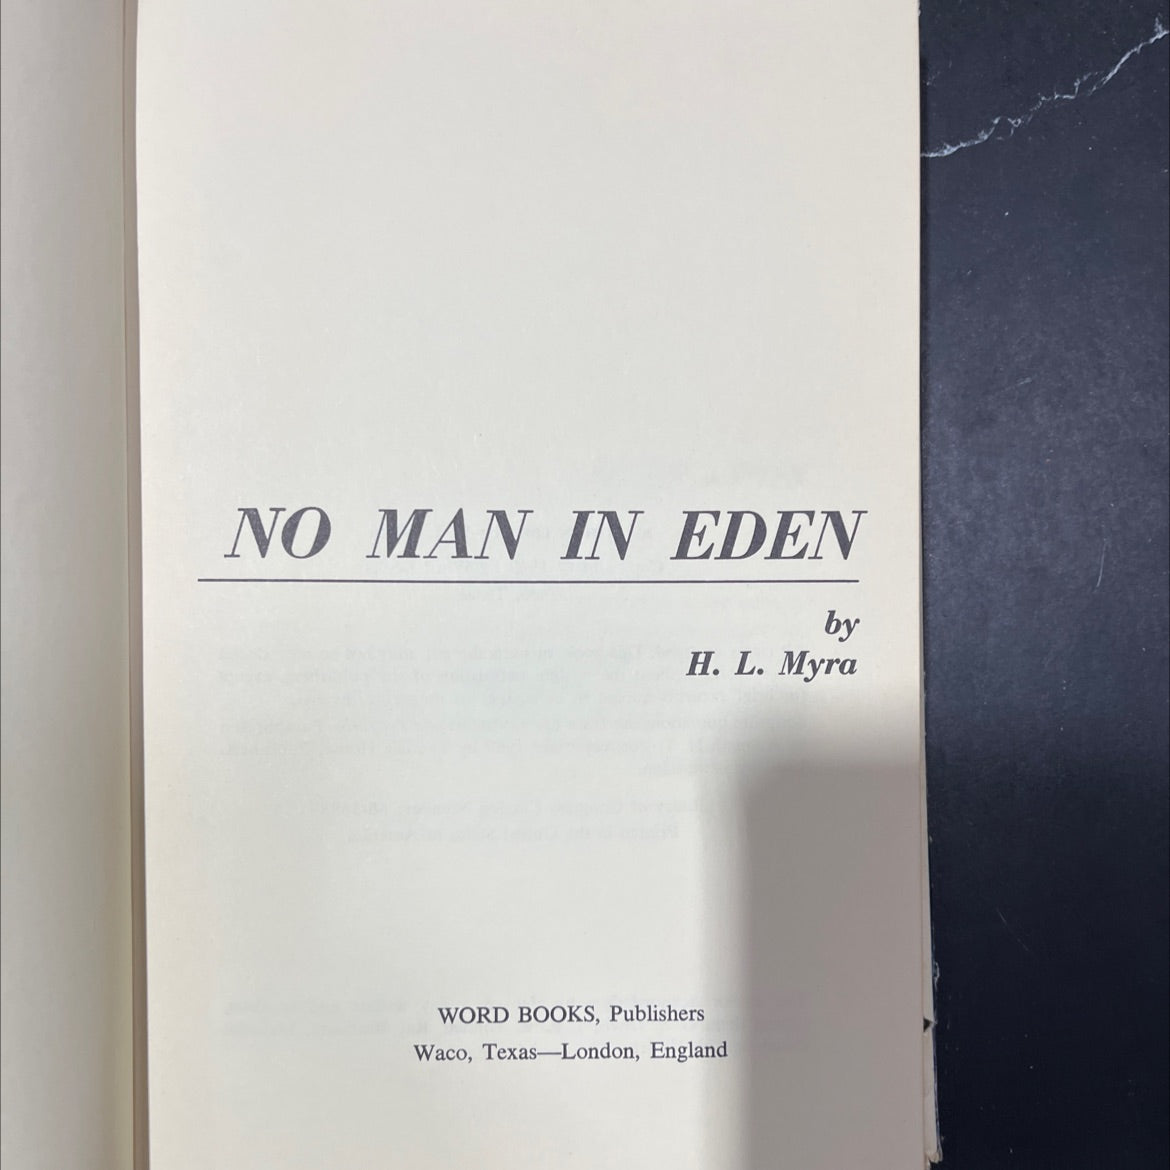 NO MAN IN EDEN
by
H. L. Myra
WORD BOOKS, Publishers
Waco, Texas—London, England